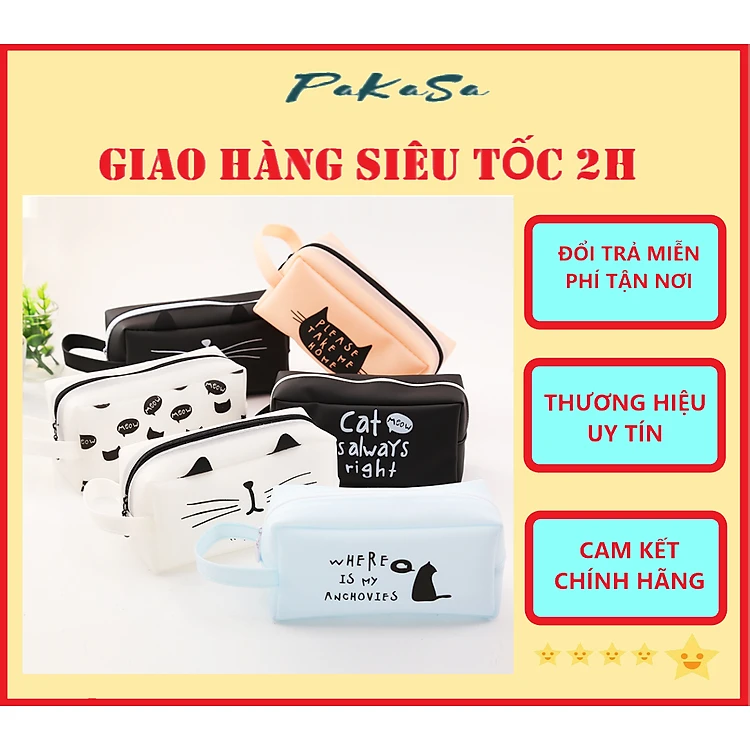 PaKaSa
GIAO HÀNG SIÊU TỐC 2H
ĐỔI TRẢ MIỄN
PHÍ TẬN NƠI
THƯƠNG HIỆU
UY TÍN
CAM KẾT
CHÍNH HÃNG
PLEASE
TAKE ME
HOME
meow
meow
meow
Cat meow
is always
right
WHERE
IS MY
ANCHOVIES